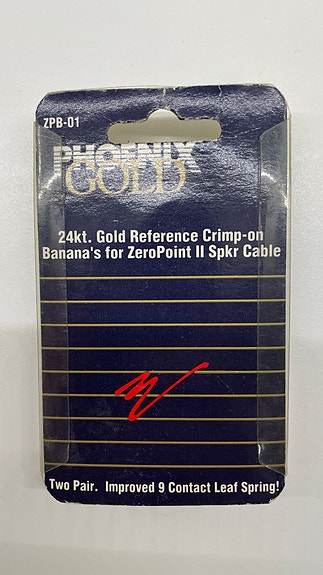 ZPB-01
PHOENIX
GOLD
24kt. Gold Reference Crimp-on
Banana's for ZeroPoint II Spkr Cable
Two Pair. Improved 9 Contact Leaf Spring!